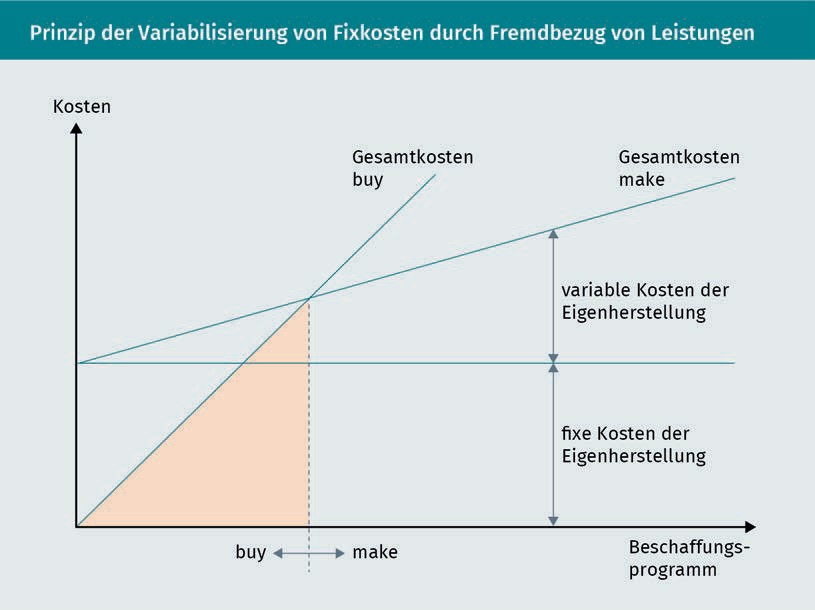 Prinzip der Variabilisierung von Fixkosten durch Fremdbezug von Leistungen
Kosten
Gesamtkosten
buy
Gesamtkosten
make
variable Kosten der
Eigenherstellung
fixe Kosten der
Eigenherstellung
buy
make
Beschaffungs-
programm